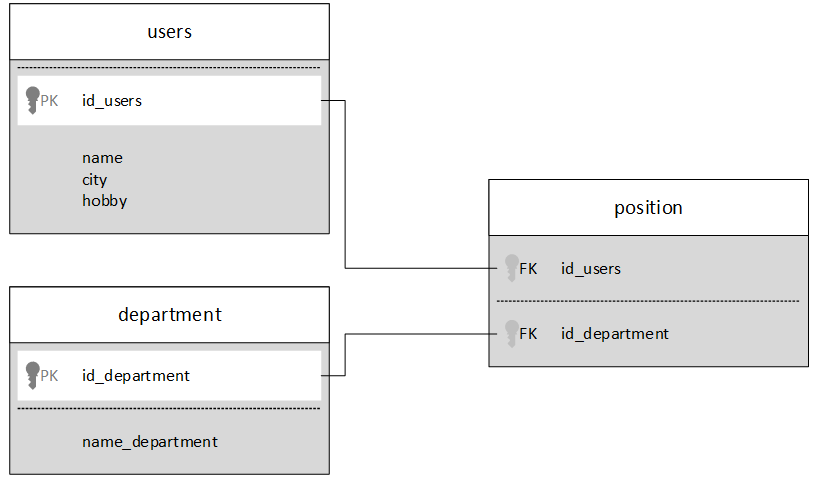 users
PK id_users
name
city
hobby
position
FK id_users
FK id_department
department
PK id_department
name_department